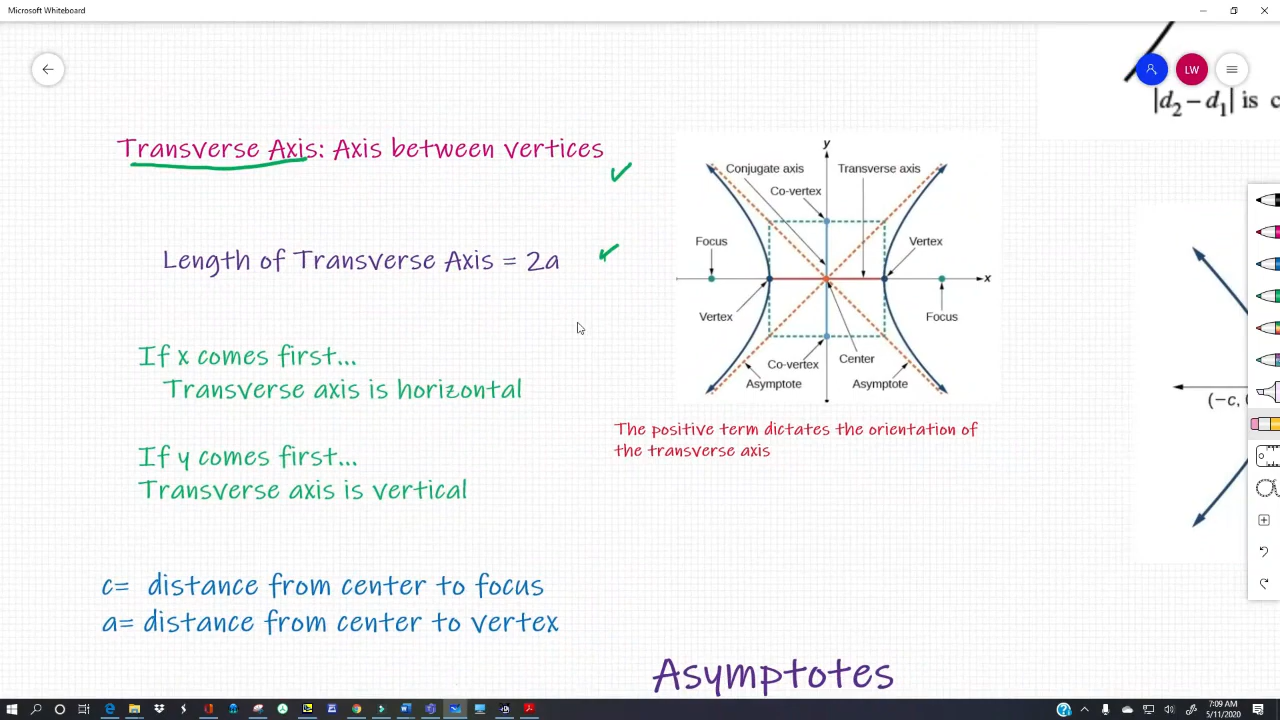 Microsoft Whiteboard
LW
|d₂ – d₁| is c
Transverse Axis: Axis between vertices
Length of Transverse Axis = 2a
If x comes first...
Transverse axis is horizontal
If y comes first...
Transverse axis is vertical
c= distance from center to focus
a= distance from center to vertex
y
Conjugate axis
Transverse axis
Co-vertex
Focus
Vertex
x
Vertex
Focus
Co-vertex
Center
Asymptote
Asymptote
The positive term dictates the orientation of
the transverse axis
(–c,
Asymptotes
7:09 AM
5/11/2020